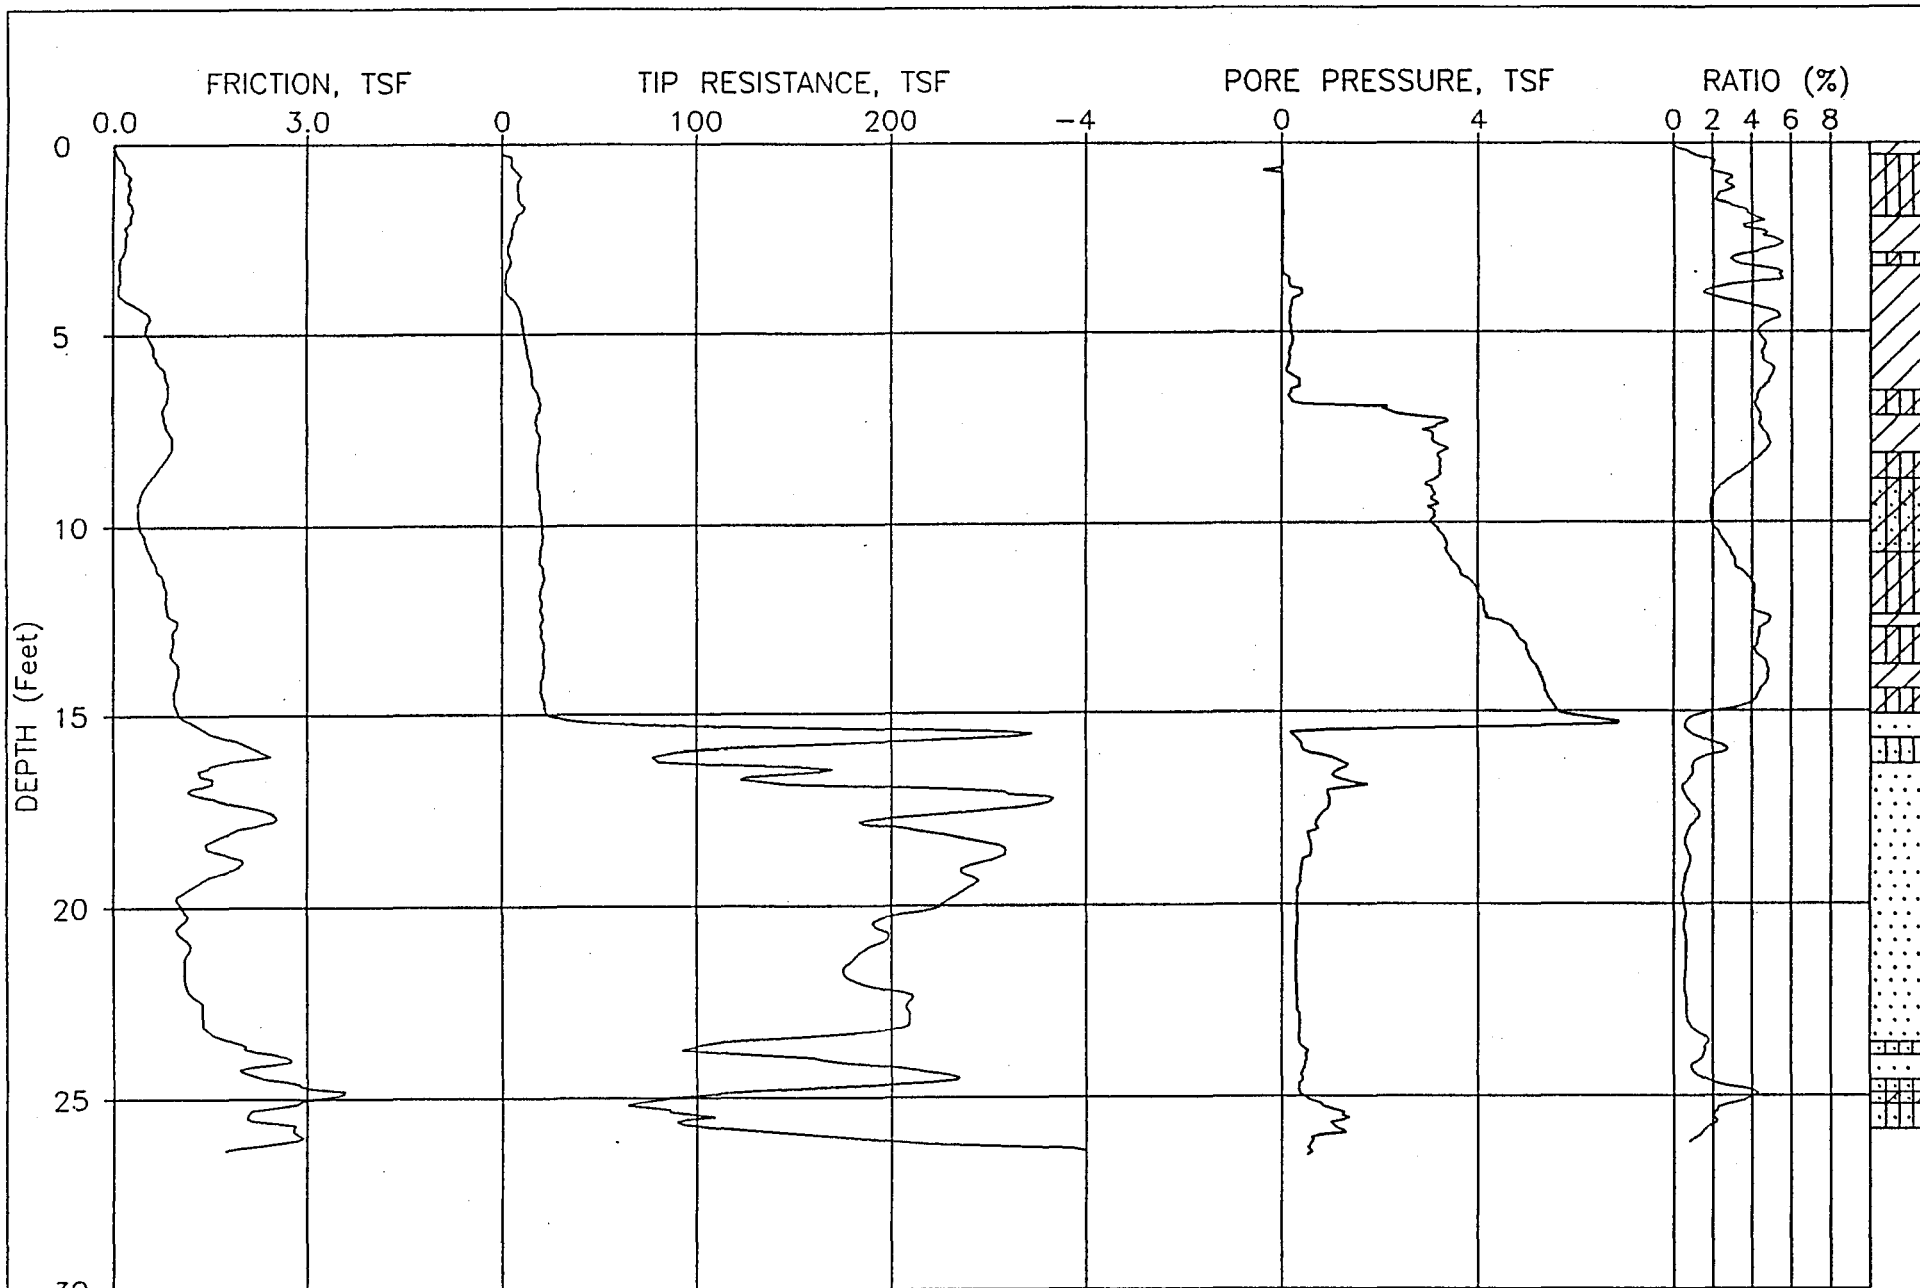 FRICTION, TSF TIP RESISTANCE, TSF PORE PRESSURE, TSF RATIO (%)
0.0 3.0 0 100 200 -4 0 4 0 2 4 6 8
0
5
10
15
20
25
DEPTH (Feet)